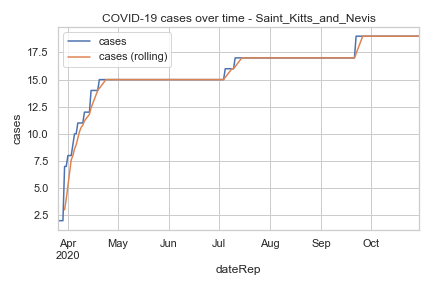 COVID-19 cases over time - Saint_Kitts_and_Nevis
cases
cases (rolling)
17.5
15.0
12.5
10.0
7.5
5.0
2.5
cases
Apr May Jun Jul Aug Sep Oct
2020
dateRep